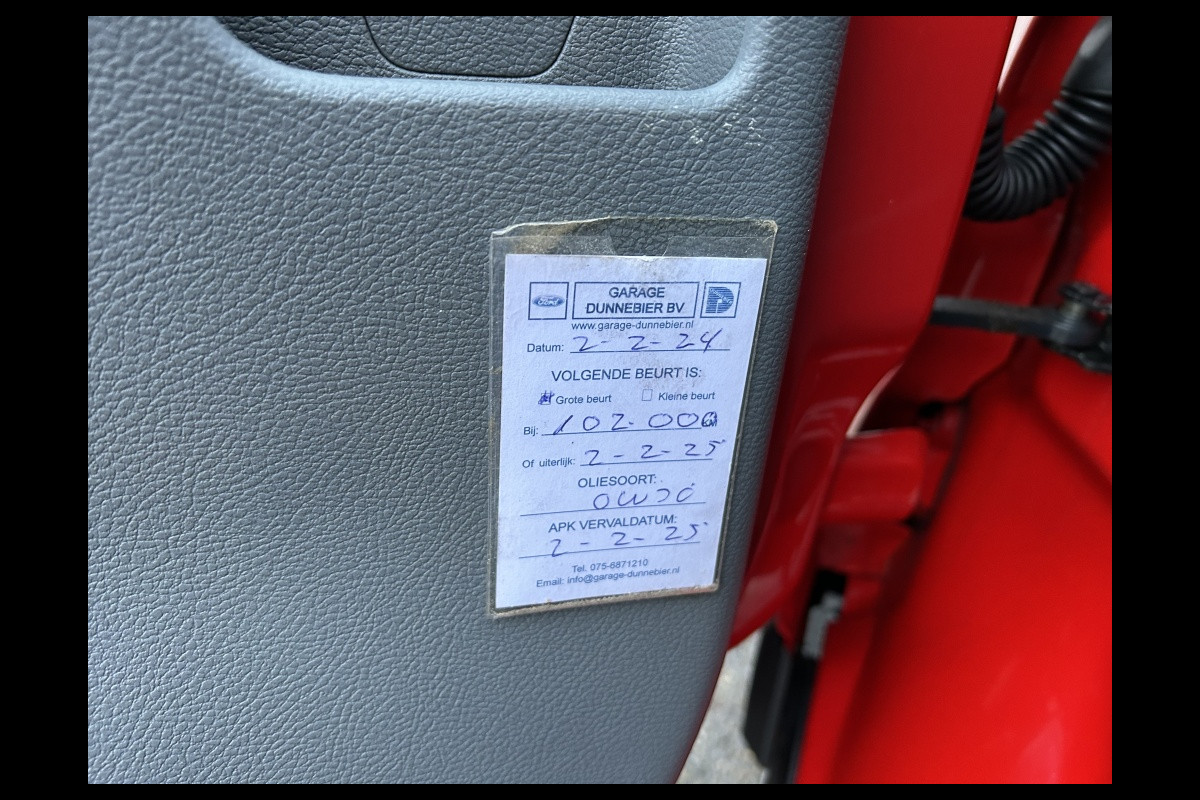 Ford
GARAGE
DUNNEBIER BV
www.garage-dunnebier.nl
Datum: 2-2-24
VOLGENDE BEURT IS:
Grote beurt Kleine beurt
Bij: 102.000 KM
Of uiterlijk: 2-2-25
OLIESOORT:
0W30
APK VERVALDATUM:
2-2-25
Tel. 075-6871210
Email: info@garage-dunnebier.nl